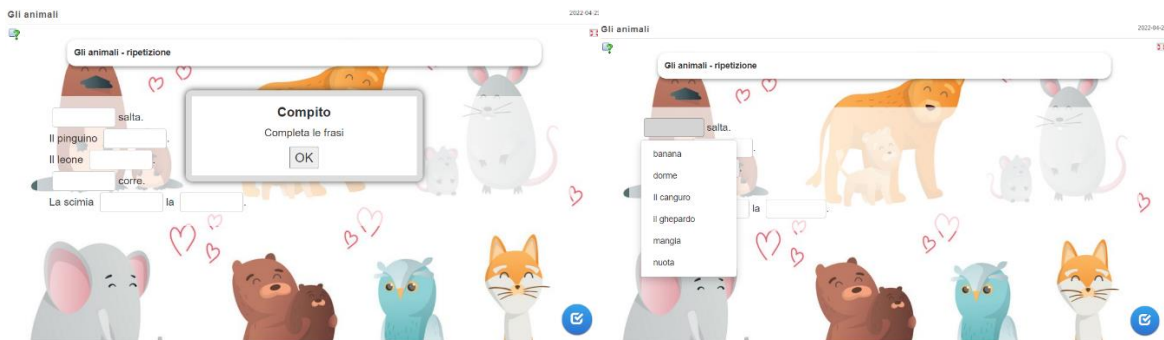 Gli animali
Gli animali - ripetizione
Compito
Completa le frasi
OK
salta.
Il pinguino .
Il leone .
corre.
La scimia la .
Gli animali
Gli animali - ripetizione
salta.
banana
dorme
Il canguro
il ghepardo
mangia
nuota
.
la .